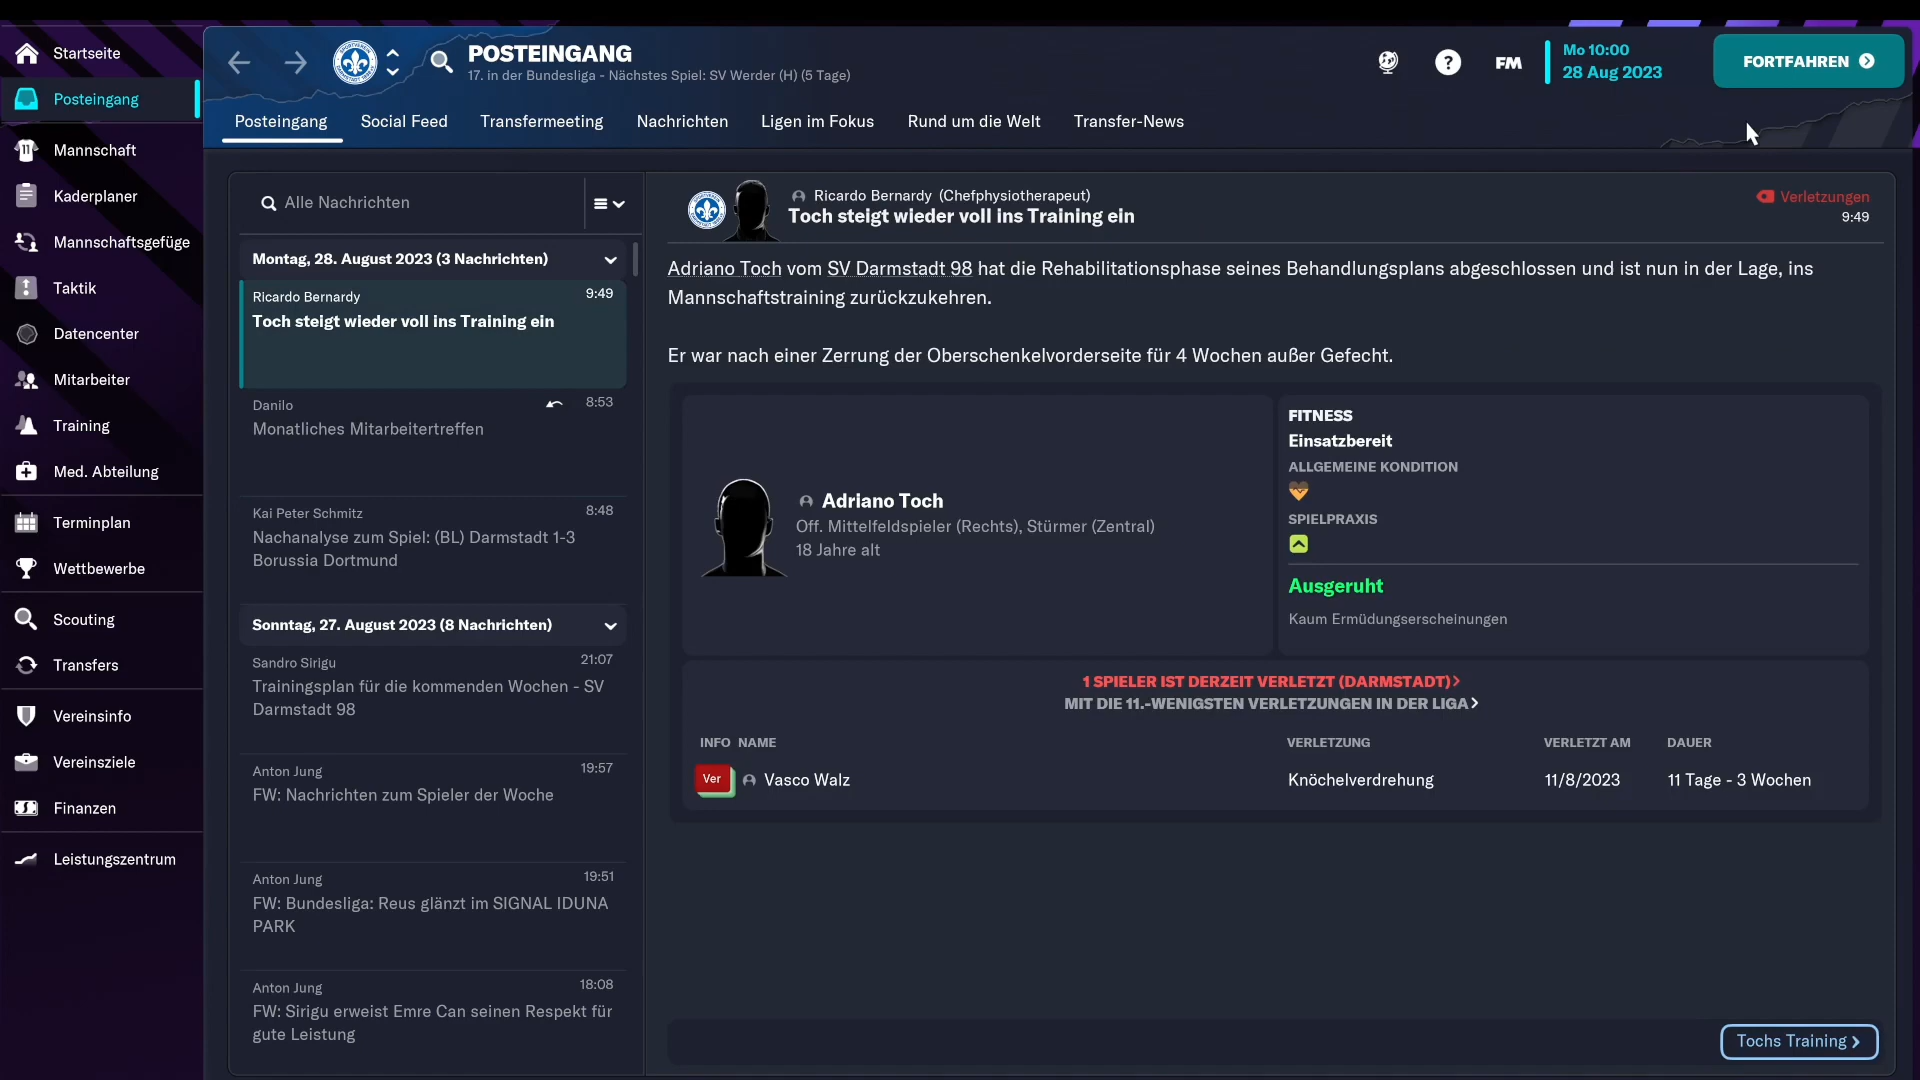 Startseite
Posteingang
Mannschaft
Kaderplaner
Mannschaftsgefüge
Taktik
Datencenter
Mitarbeiter
Training
Med. Abteilung
Terminplan
Wettbewerbe
Scouting
Transfers
Vereinsinfo
Vereinsziele
Finanzen
Leistungszentrum
POSTEINGANG
17. in der Bundesliga - Nächstes Spiel: SV Werder (H) (5 Tage)
FM
Mo 10:00
28 Aug 2023
FORTFAHREN
Posteingang Social Feed Transfermeeting Nachrichten Ligen im Fokus Rund um die Welt Transfer-News
Alle Nachrichten
Montag, 28. August 2023 (3 Nachrichten)
Ricardo Bernardy 9:49
Toch steigt wieder voll ins Training ein
Danilo 8:53
Monatliches Mitarbeitertreffen
Kai Peter Schmitz 8:48
Nachanalyse zum Spiel: (BL) Darmstadt 1-3
Borussia Dortmund
Sonntag, 27. August 2023 (8 Nachrichten)
Sandro Sirigu 21:07
Trainingsplan für die kommenden Wochen - SV
Darmstadt 98
Anton Jung 19:57
FW: Nachrichten zum Spieler der Woche
Anton Jung 19:51
FW: Bundesliga: Reus glänzt im SIGNAL IDUNA
PARK
Anton Jung 18:08
FW: Sirigu erweist Emre Can seinen Respekt für
gute Leistung
Ricardo Bernardy (Chefphysiotherapeut)
Toch steigt wieder voll ins Training ein
Verletzungen
9:49
Adriano Toch vom SV Darmstadt 98 hat die Rehabilitationsphase seines Behandlungsplans abgeschlossen und ist nun in der Lage, ins
Mannschaftstraining zurückzukehren.
Er war nach einer Zerrung der Oberschenkelvorderseite für 4 Wochen außer Gefecht.
Adriano Toch
Off. Mittelfeldspieler (Rechts), Stürmer (Zentral)
18 Jahre alt
FITNESS
Einsatzbereit
ALLGEMEINE KONDITION
SPIELPRAXIS
Ausgeruht
Kaum Ermüdungserscheinungen
1 SPIELER IST DERZEIT VERLETZT (DARMSTADT)
MIT DIE 11.-WENIGSTEN VERLETZUNGEN IN DER LIGA
INFO NAME VERLETZUNG VERLETZT AM DAUER
Ver Vasco Walz Knöchelverdrehung 11/8/2023 11 Tage - 3 Wochen
Tochs Training